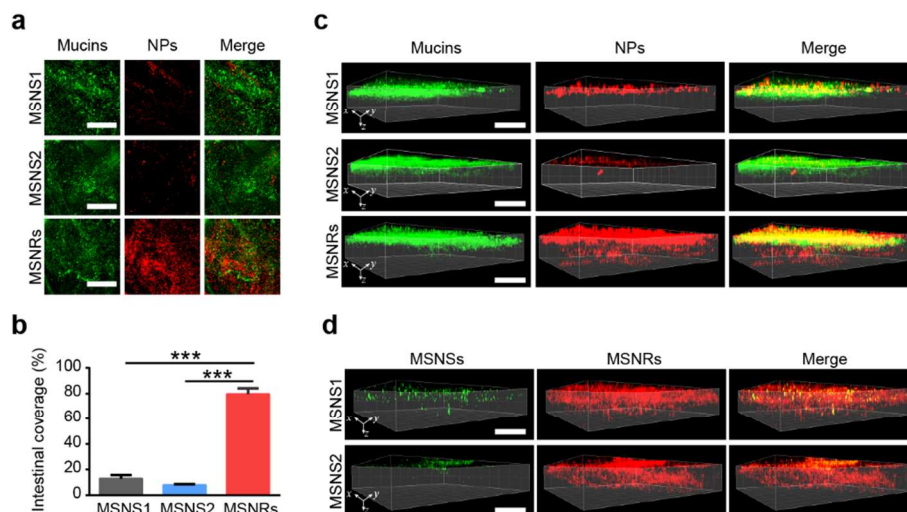 a
Mucins NPs Merge
MSNS1
MSNS2
MSNRs
b
Intestinal coverage (%)
100
80
60
40
20
0
***
***
MSNS1 MSNS2 MSNRs
c
Mucins NPs Merge
MSNS1
x y
z
MSNS2
x y
z
MSNRs
x y
z
d
MSNSs MSNRs Merge
MSNS1
x y
z
MSNS2
x y
z